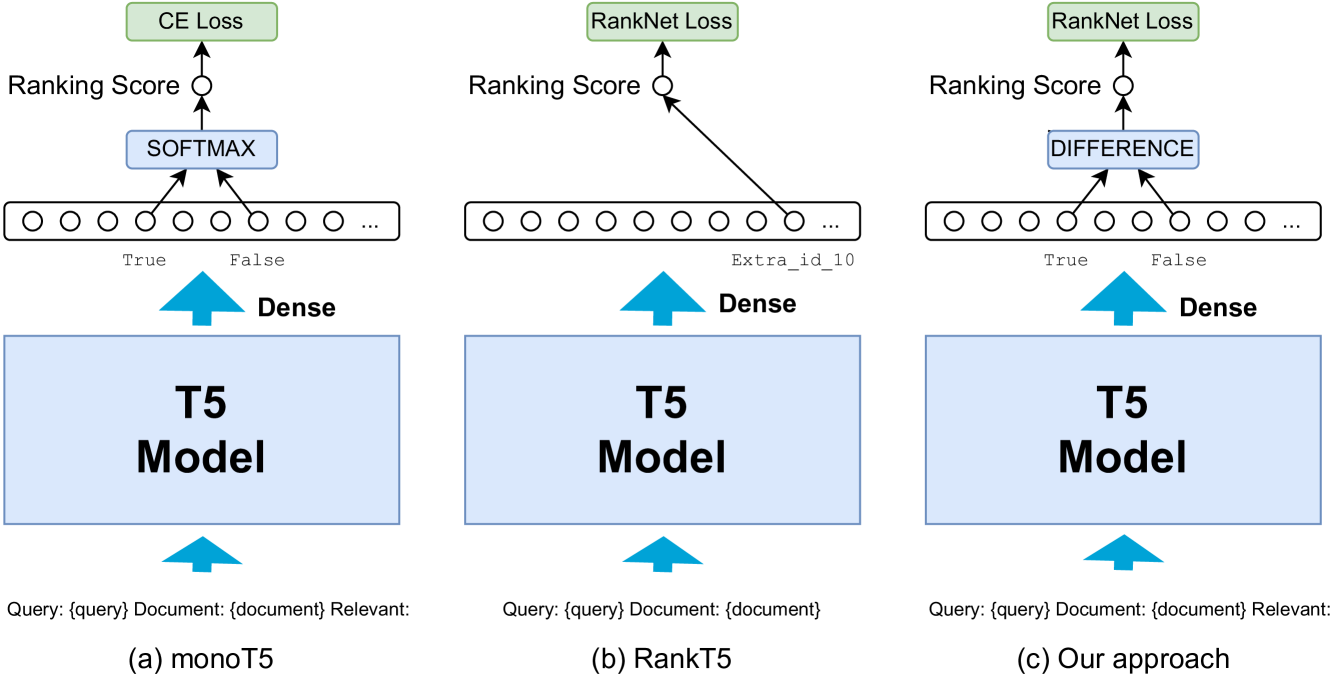 CE Loss
Ranking Score
SOFTMAX
...
True False
Dense
T5
Model
Query: {query} Document: {document} Relevant:
(a) monoT5
RankNet Loss
Ranking Score
...
Extra_id_10
Dense
T5
Model
Query: {query} Document: {document}
(b) RankT5
RankNet Loss
Ranking Score
DIFFERENCE
...
True False
Dense
T5
Model
Query: {query} Document: {document} Relevant:
(c) Our approach